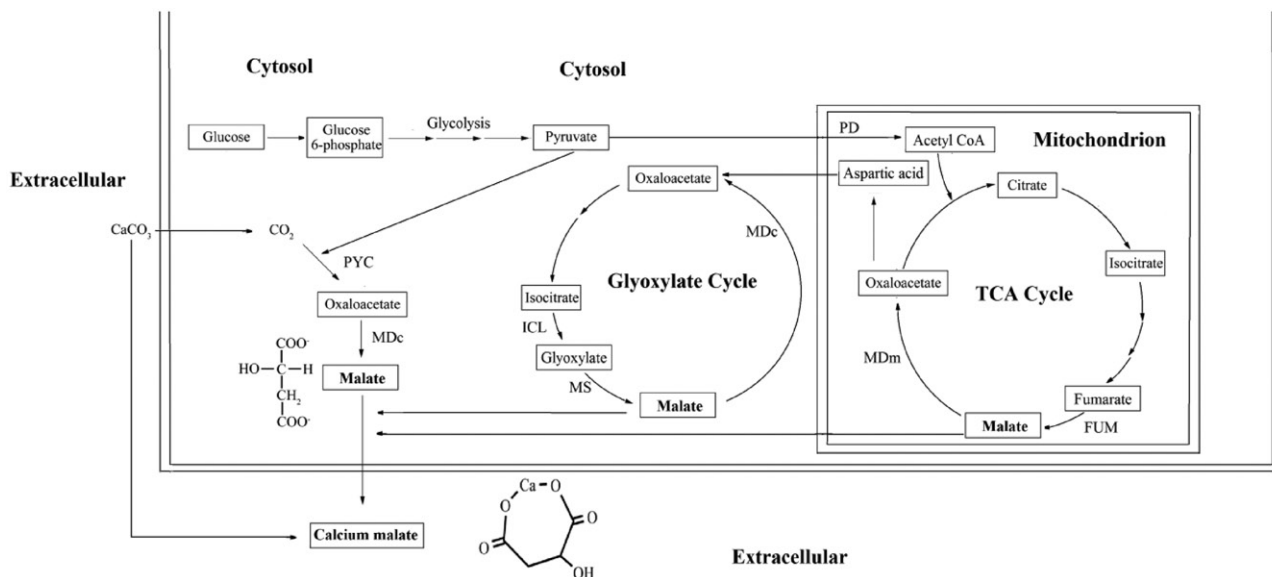 Cytosol
Cytosol
Glucose
Glucose
6-phosphate
Glycolysis
Pyruvate
PD
Acetyl CoA
Mitochondrion
Extracellular
Oxaloacetate
Aspartic acid
Citrate
CaCO₃
CO₂
PYC
MDc
Glyoxylate Cycle
Isocitrate
Oxaloacetate
TCA Cycle
Oxaloacetate
Isocitrate
ICL
MDc
Glyoxylate
MDm
COO⁻
HO–C–H
CH₂
COO⁻
Malate
MS
Malate
Fumarate
Malate
FUM
Calcium malate
Ca
O
O
O
O
OH
Extracellular